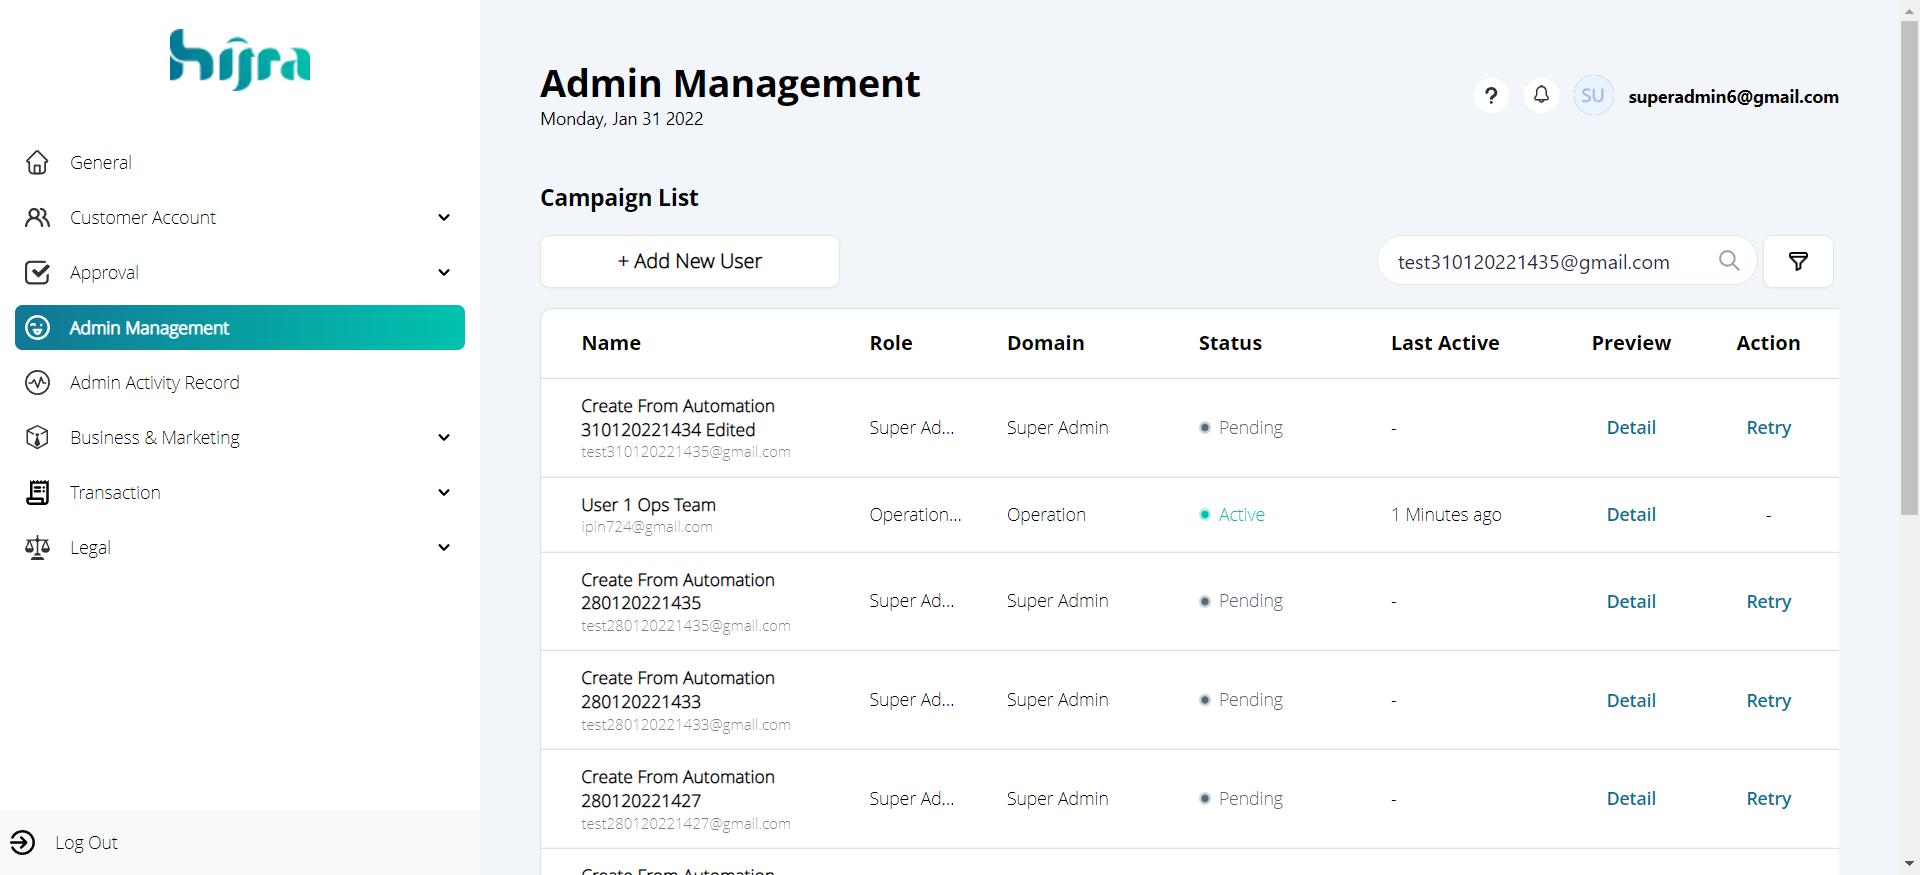 hijra
General
Customer Account
Approval
Admin Management
Admin Activity Record
Business & Marketing
Transaction
Legal
Log Out
Admin Management
Monday, Jan 31 2022
?
SU
superadmin6@gmail.com
Campaign List
+ Add New User
test310120221435@gmail.com
Name Role Domain Status Last Active Preview Action
Create From Automation
310120221434 Edited
test310120221435@gmail.com
Super Ad... Super Admin Pending - Detail Retry
User 1 Ops Team
ipin724@gmail.com
Operation... Operation Active 1 Minutes ago Detail -
Create From Automation
280120221435
test280120221435@gmail.com
Super Ad... Super Admin Pending - Detail Retry
Create From Automation
280120221433
test280120221433@gmail.com
Super Ad... Super Admin Pending - Detail Retry
Create From Automation
280120221427
test280120221427@gmail.com
Super Ad... Super Admin Pending - Detail Retry
Create From Automation